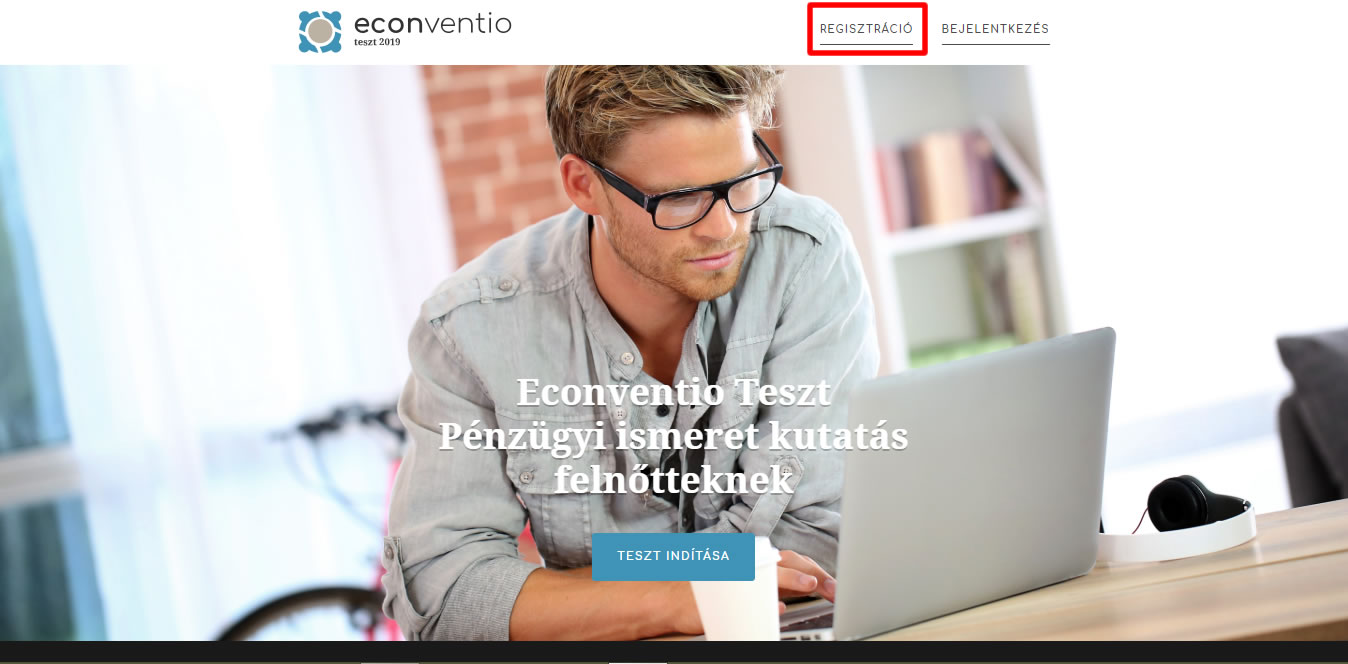 econventio
teszt 2019
REGISZTRÁCIÓ
BEJELENTKEZÉS
Econventio Teszt
Pénzügyi ismeret kutatás
felnőtteknek
TESZT INDÍTÁSA